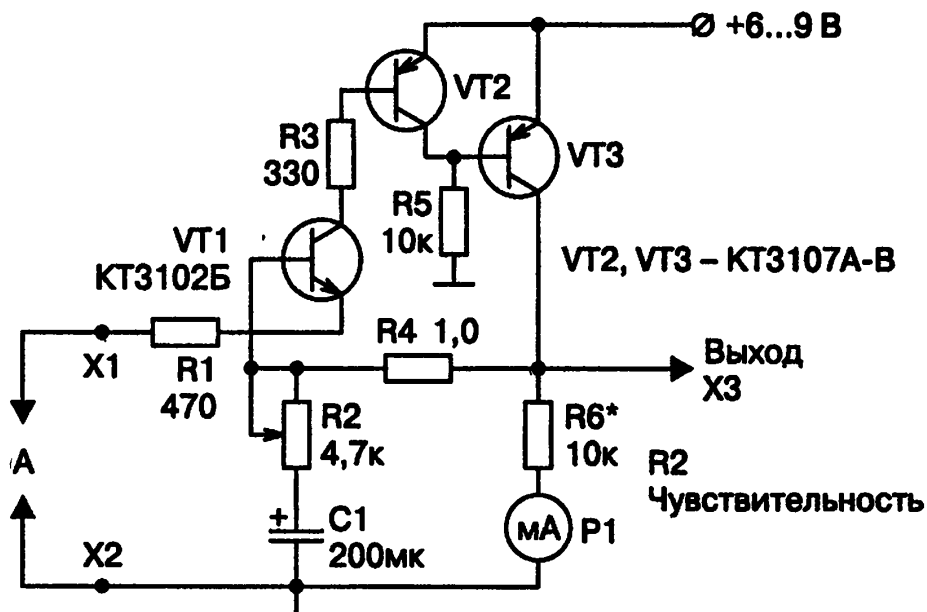 Ø +6...9 В
VT2
R3
330
VT3
R5
10к
VT1
КТ3102Б
VT2, VT3 – КТ3107А-В
R4 1,0
X1
R1
470
Выход
X3
R2
4,7к
R6*
10к
А
R2
Чувствительность
+
C1
200мк
мА
P1
X2